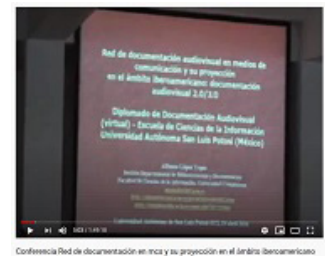 Red de documentación audiovisual en medios de
comunicación y su proyección
en el ámbito iberoamericano: documentación
audiovisual 2.0/3.0
Diplomado de Documentación Audiovisual
(virtual) - Escuela de Ciencias de la Información
Universidad Autónoma San Luis Potosí (México)
Alfonso López Yepes
Conferencia Red de documentación en mcs y su proyección en el ámbito iberoamericano